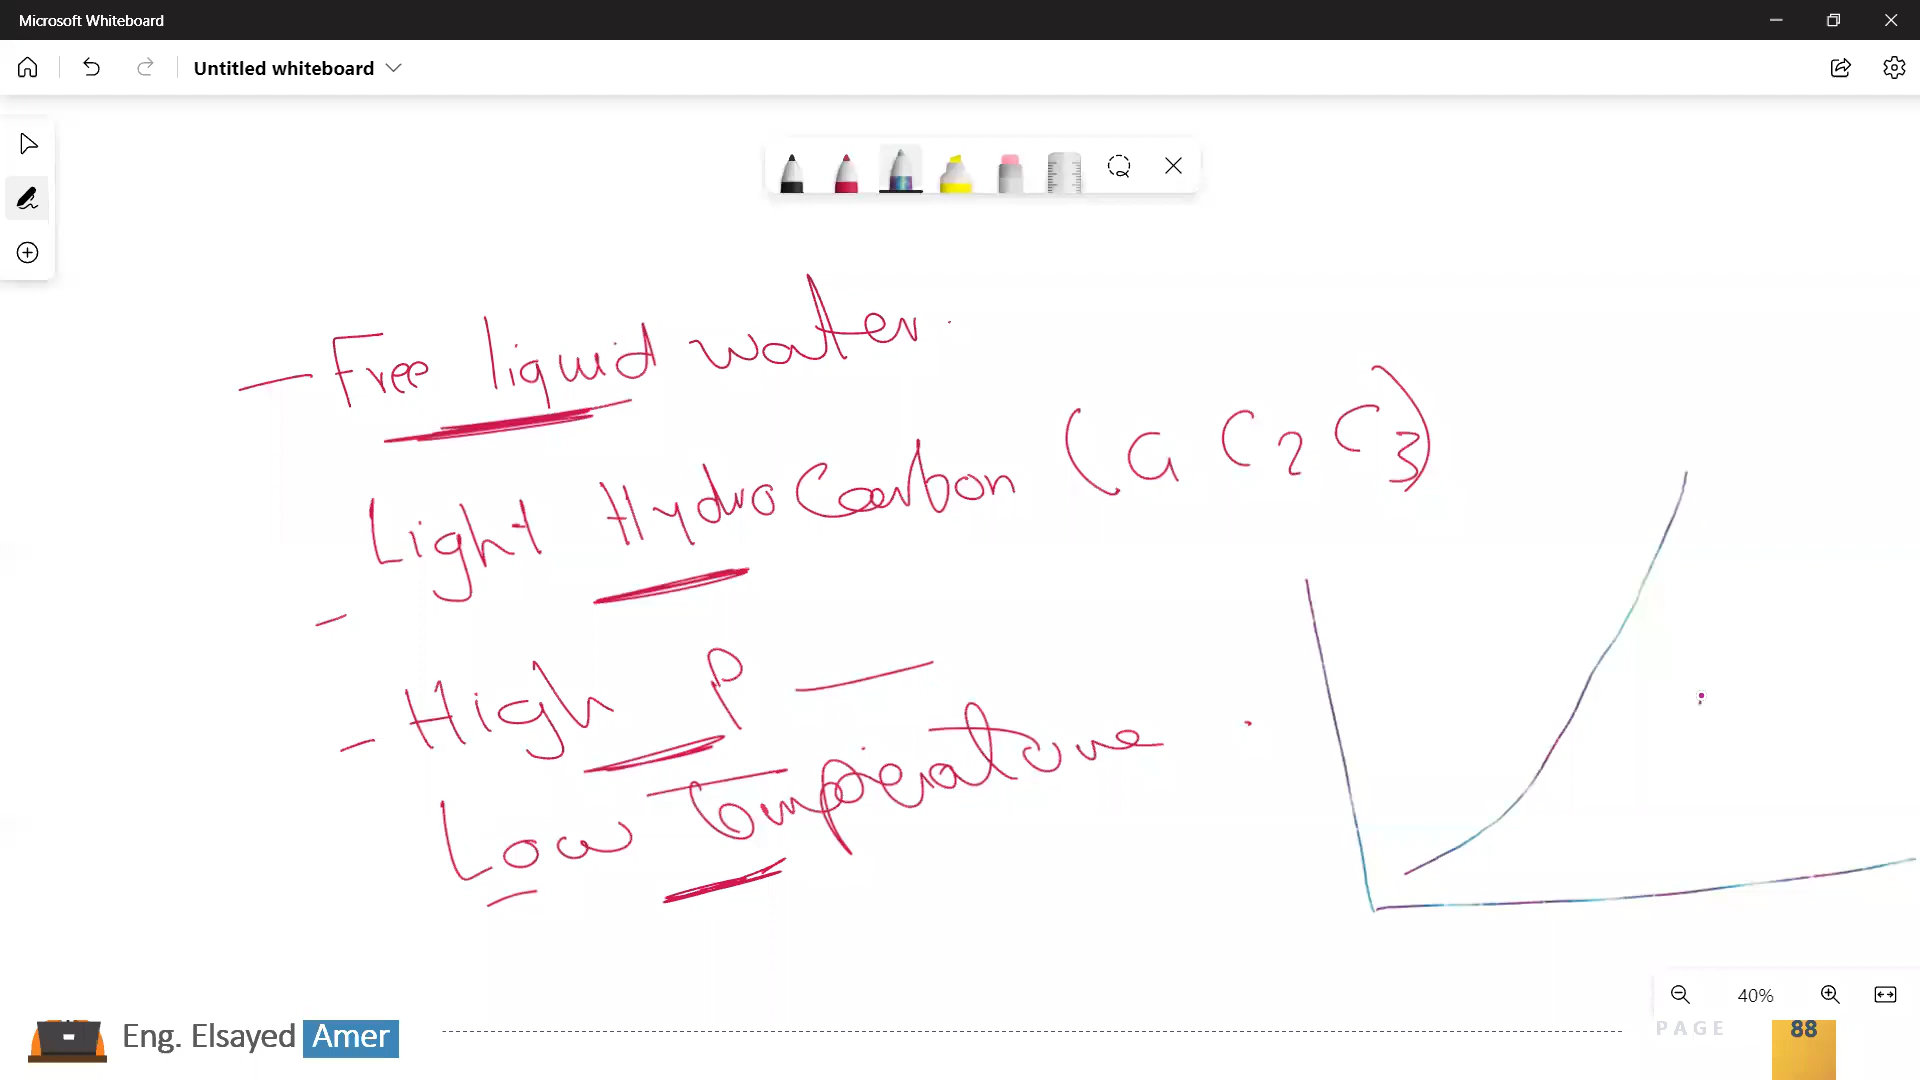 Microsoft Whiteboard
Untitled whiteboard
- Free liquid water.
Light HydroCarbon (C1 C2 C3)
- High P
Low Temperature
40%
Eng. Elsayed Amer
PAGE 88